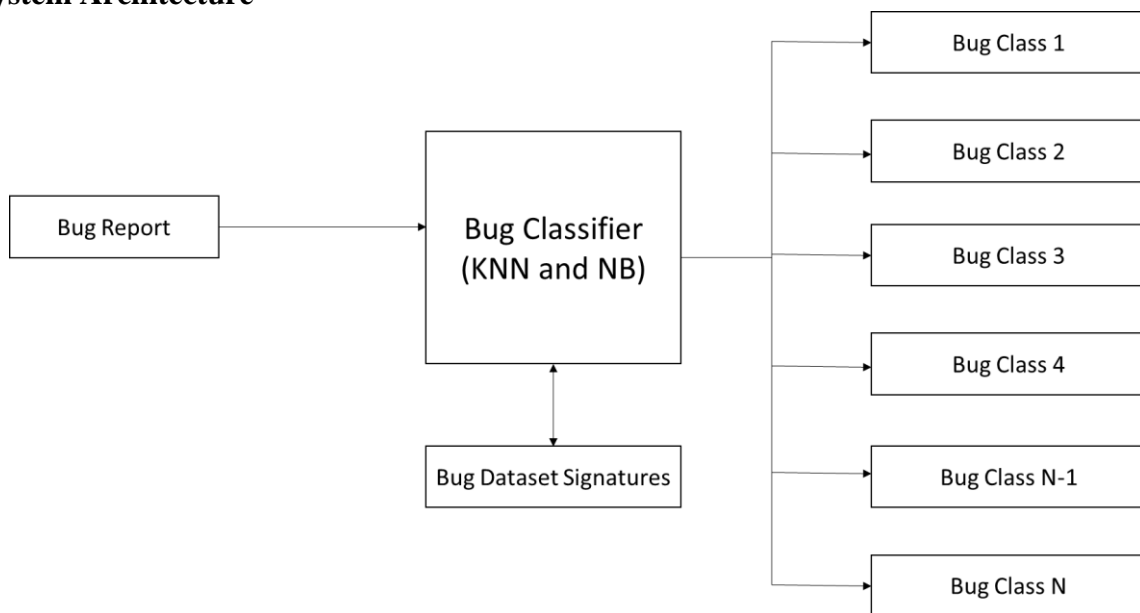 ystem Architecture
Bug Report
Bug Classifier
(KNN and NB)
Bug Dataset Signatures
Bug Class 1
Bug Class 2
Bug Class 3
Bug Class 4
Bug Class N-1
Bug Class N